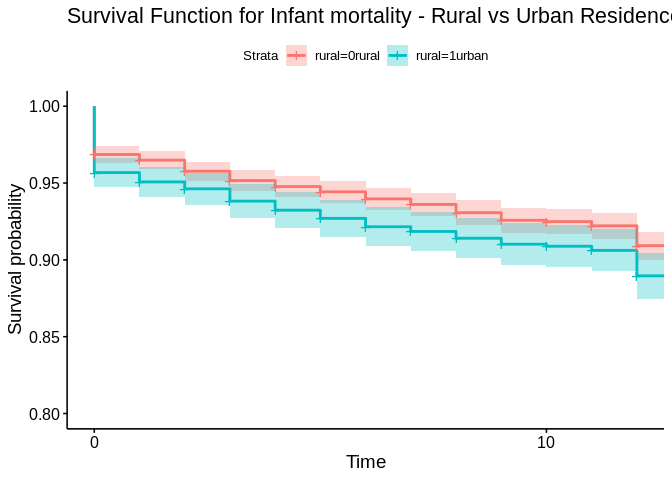 Survival Function for Infant mortality - Rural vs Urban Residenc
Strata rural=0rural rural=1urban
1.00
0.95
0.90
0.85
0.80
Survival probability
0 10
Time